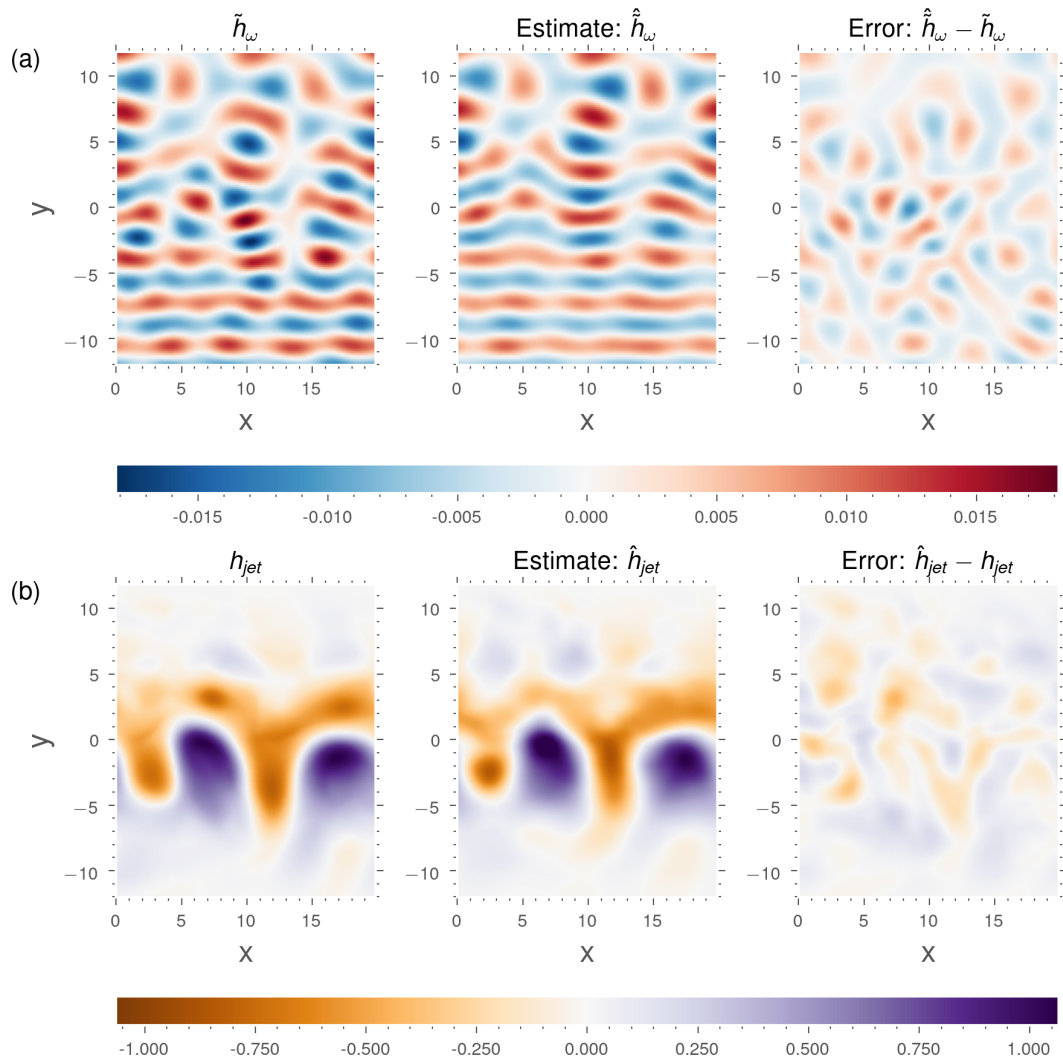 (a)
h̃_ω
Estimate: h̃̂_ω
Error: h̃̂_ω − h̃_ω
10
5
0
−5
−10
y
0 5 10 15
0 5 10 15
0 5 10 15
10
5
0
−5
−10
10
5
0
−5
−10
x
x
x
-0.015 -0.010 -0.005 0.000 0.005 0.010 0.015
(b)
h_jet
Estimate: ĥ_jet
Error: ĥ_jet − h_jet
10
5
0
−5
−10
y
10
5
0
−5
−10
10
5
0
−5
−10
0 5 10 15
0 5 10 15
0 5 10 15
x
x
x
-1.000 -0.750 -0.500 -0.250 0.000 0.250 0.500 0.750 1.000